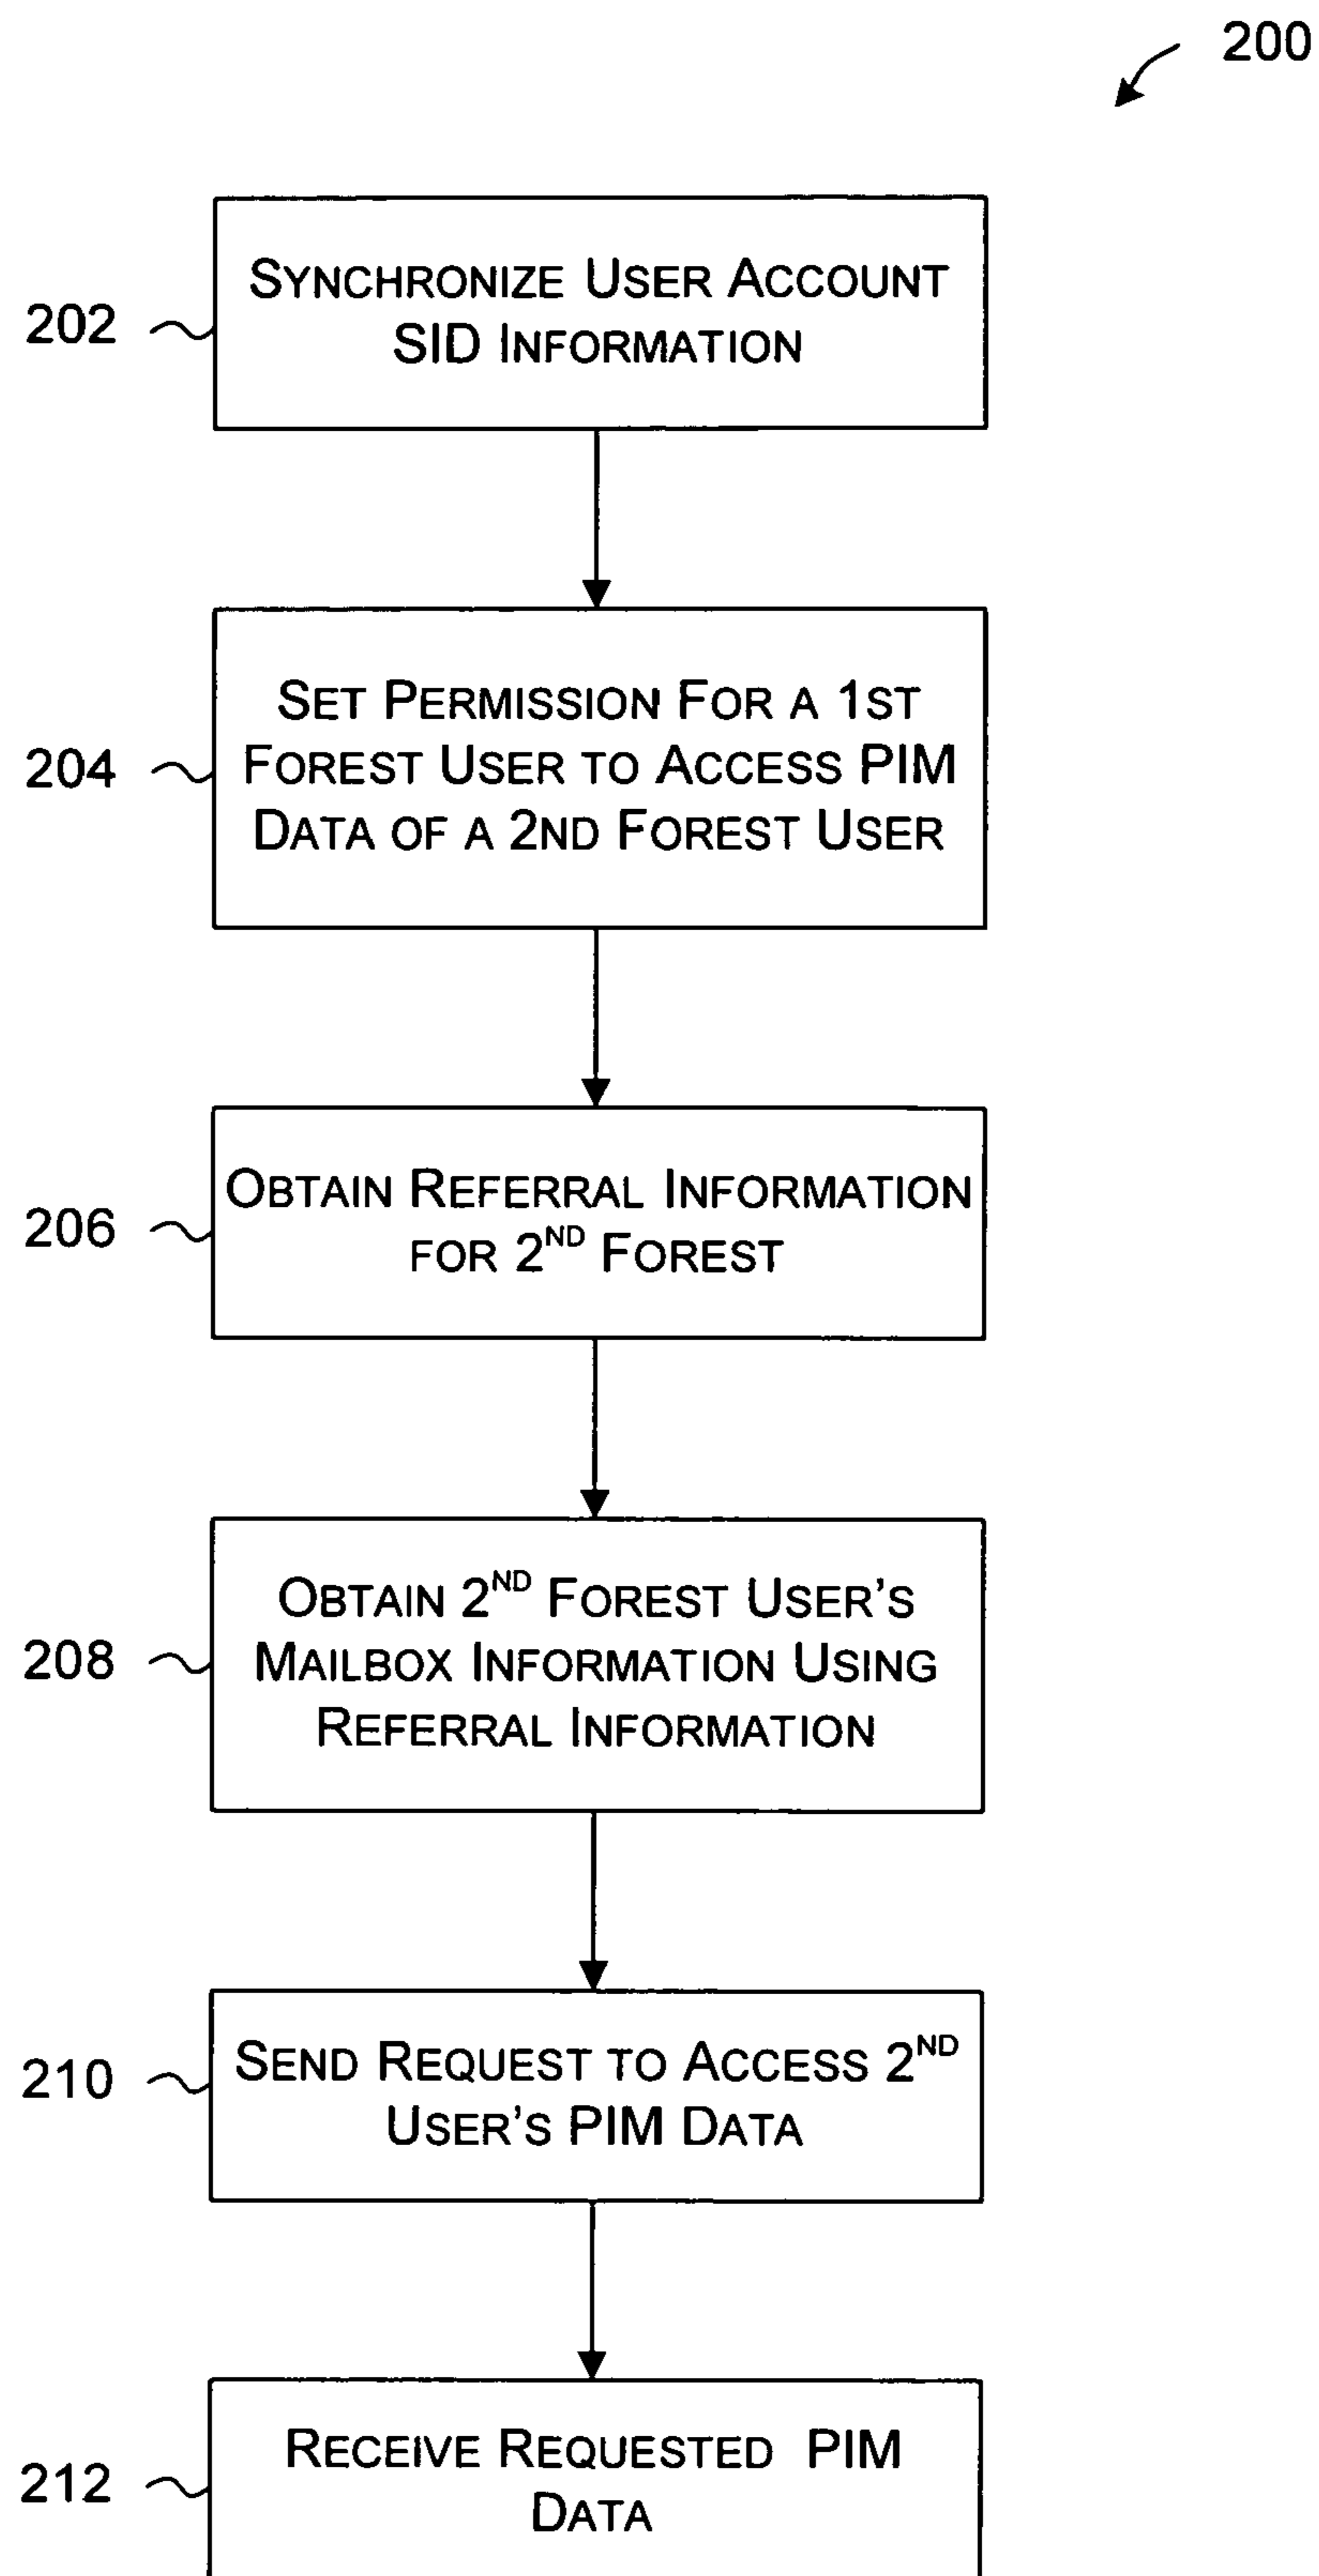 200
SYNCHRONIZE USER ACCOUNT
SID INFORMATION
202
SET PERMISSION FOR A 1ST
FOREST USER TO ACCESS PIM
DATA OF A 2ND FOREST USER
204
OBTAIN REFERRAL INFORMATION
FOR 2ND FOREST
206
OBTAIN 2ND FOREST USER'S
MAILBOX INFORMATION USING
REFERRAL INFORMATION
208
SEND REQUEST TO ACCESS 2ND
USER'S PIM DATA
210
RECEIVE REQUESTED PIM
DATA
212